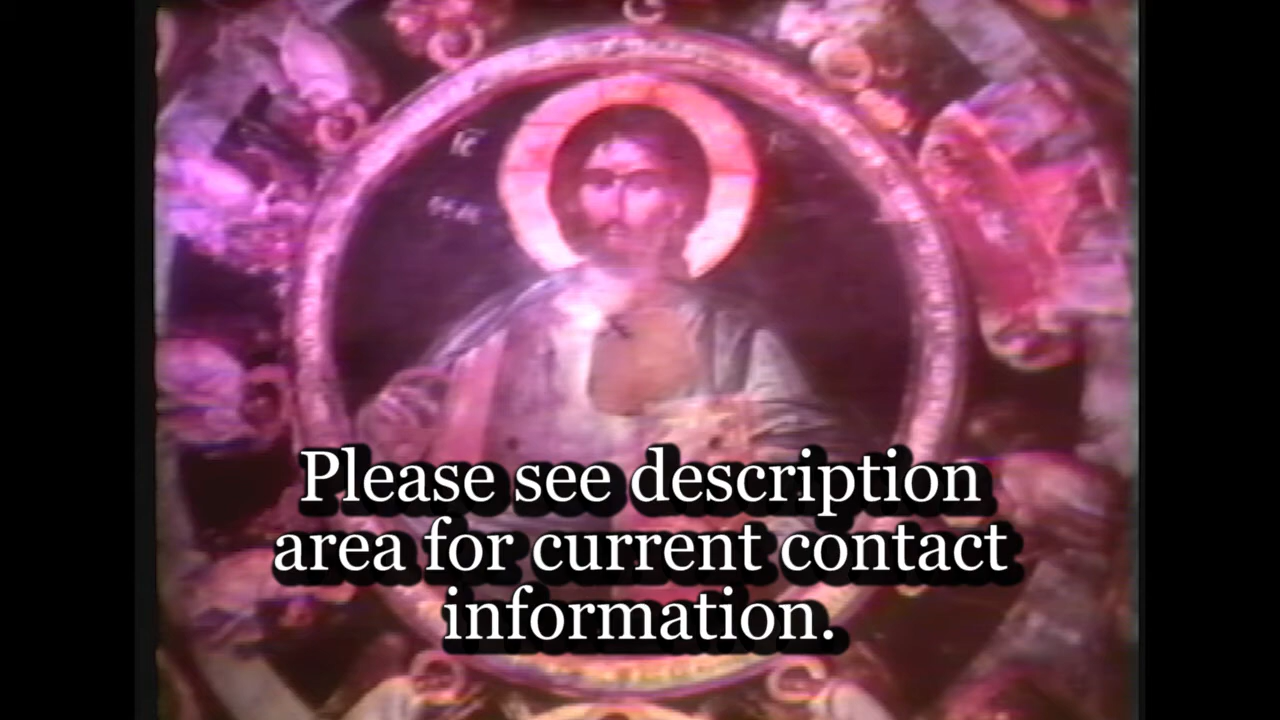 Please see description
area for current contact
information.